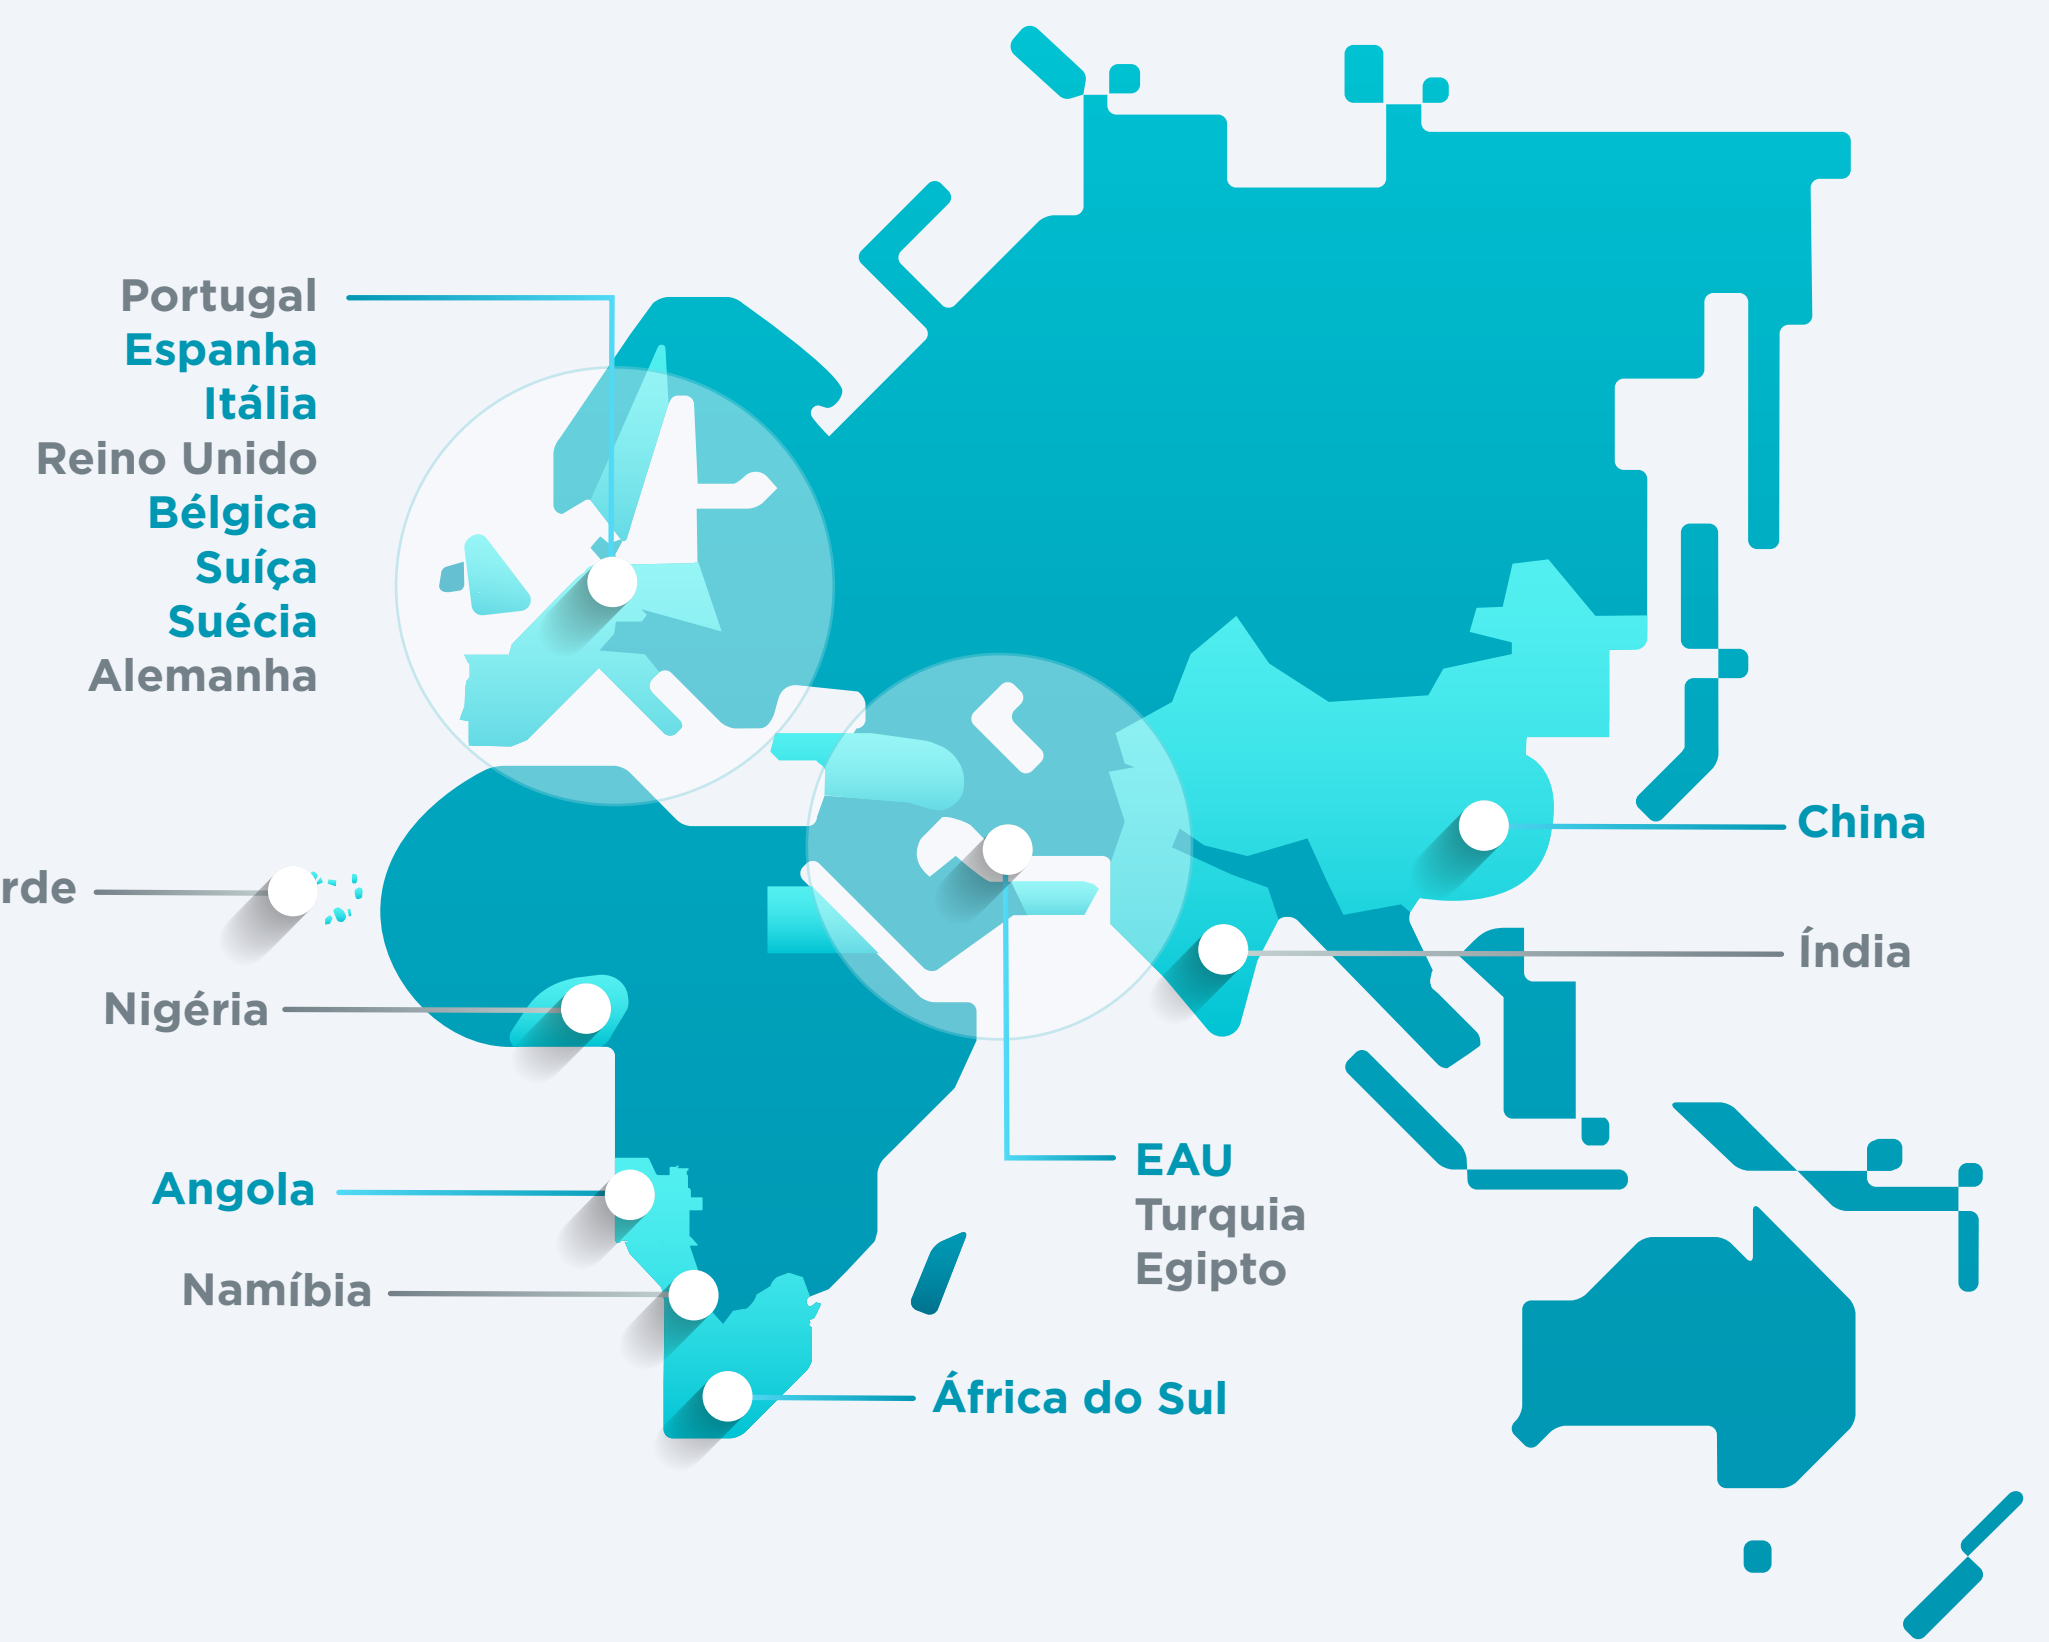 Portugal
Espanha
Itália
Reino Unido
Bélgica
Suíça
Suécia
Alemanha
China
rde
Índia
Nigéria
EAU
Turquia
Egipto
Angola
Namíbia
África do Sul